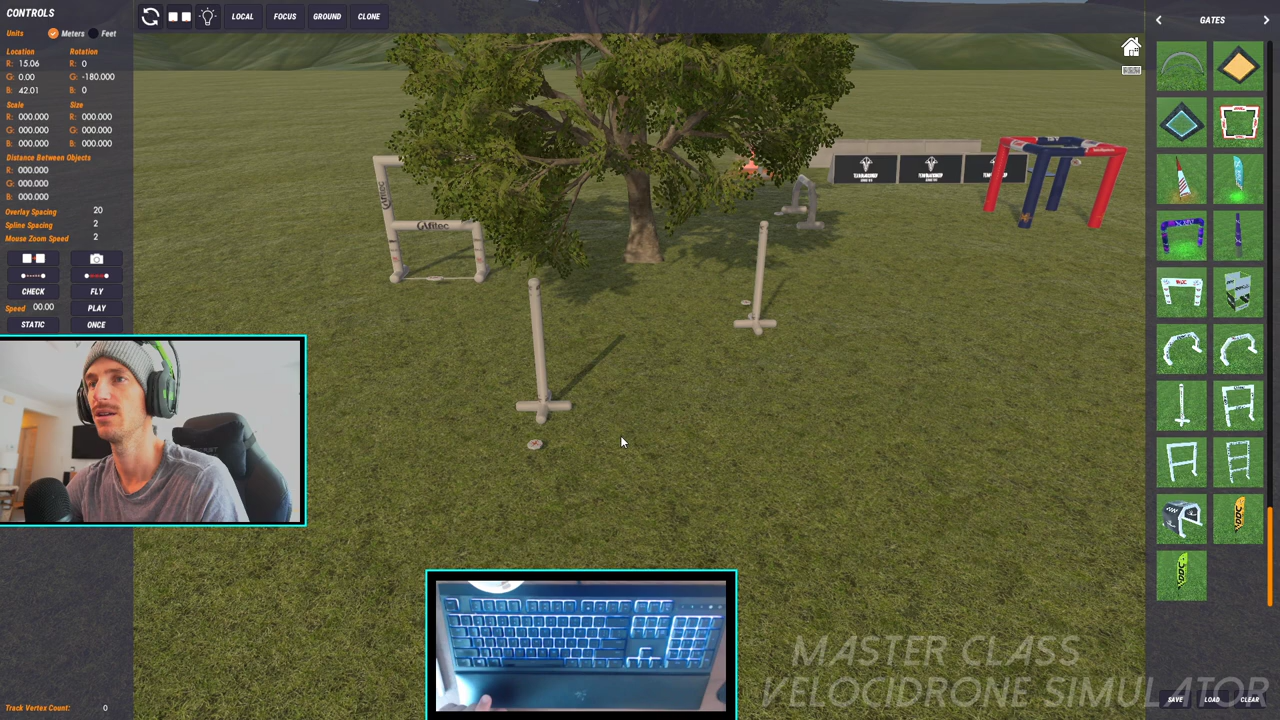 CONTROLS
Units Meters Feet
Location Rotation
R: 15.06 R: 0
G: 0.00 G: -180.000
B: 42.01 B: 0
Scale Size
R: 000.000 R: 000.000
G: 000.000 G: 000.000
B: 000.000 B: 000.000
Distance Between Objects
R: 000.000
G: 000.000
B: 000.000
Overlay Spacing 20
Spline Spacing 2
Mouse Zoom Speed 2
CHECK FLY
Speed 00.00 PLAY
STATIC ONCE
Track Vertex Count: 0
LOCAL FOCUS GROUND CLONE
GATES
MASTER CLASS
VELOCIDRONE SIMULATOR
SAVE LOAD CLEAR